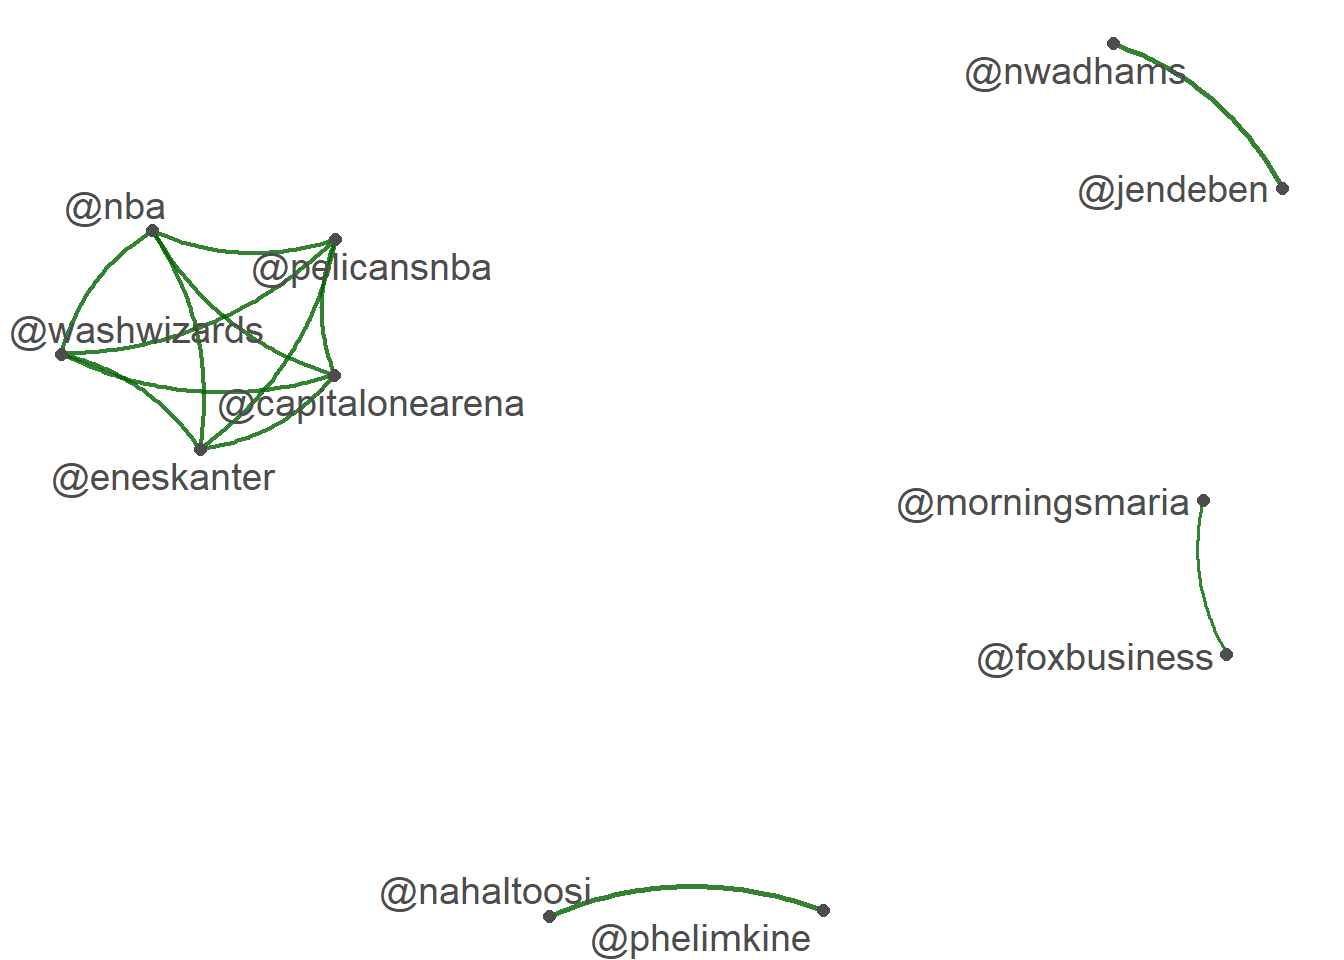 @nwadhams
@jendeben
@nba
@pelicansnba
@washwizards
@capitalonearena
@eneskanter
@morningsmaria
@foxbusiness
@nahaltoosi
@phelimkine